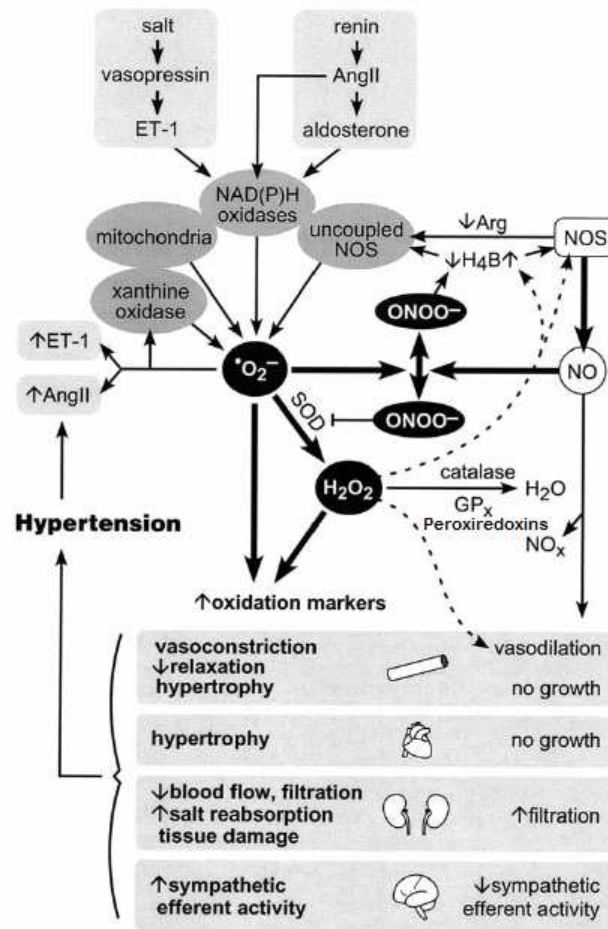 salt
vasopressin
ET-1
renin
AngII
aldosterone
NAD(P)H
oxidases
mitochondria
uncoupled
NOS
xanthine
oxidase
↓Arg
NOS
↓H₄B↑
ONOO⁻
↑ET-1
↑AngII
•O₂⁻
NO
SOD
ONOO⁻
H₂O₂
catalase
GPₓ
Peroxiredoxins
H₂O
NOₓ
Hypertension
↑oxidation markers
vasoconstriction
↓relaxation
hypertrophy
vasodilation
no growth
hypertrophy
no growth
↓blood flow, filtration
↑salt reabsorption
tissue damage
↑filtration
↑sympathetic
efferent activity
↓sympathetic
efferent activity